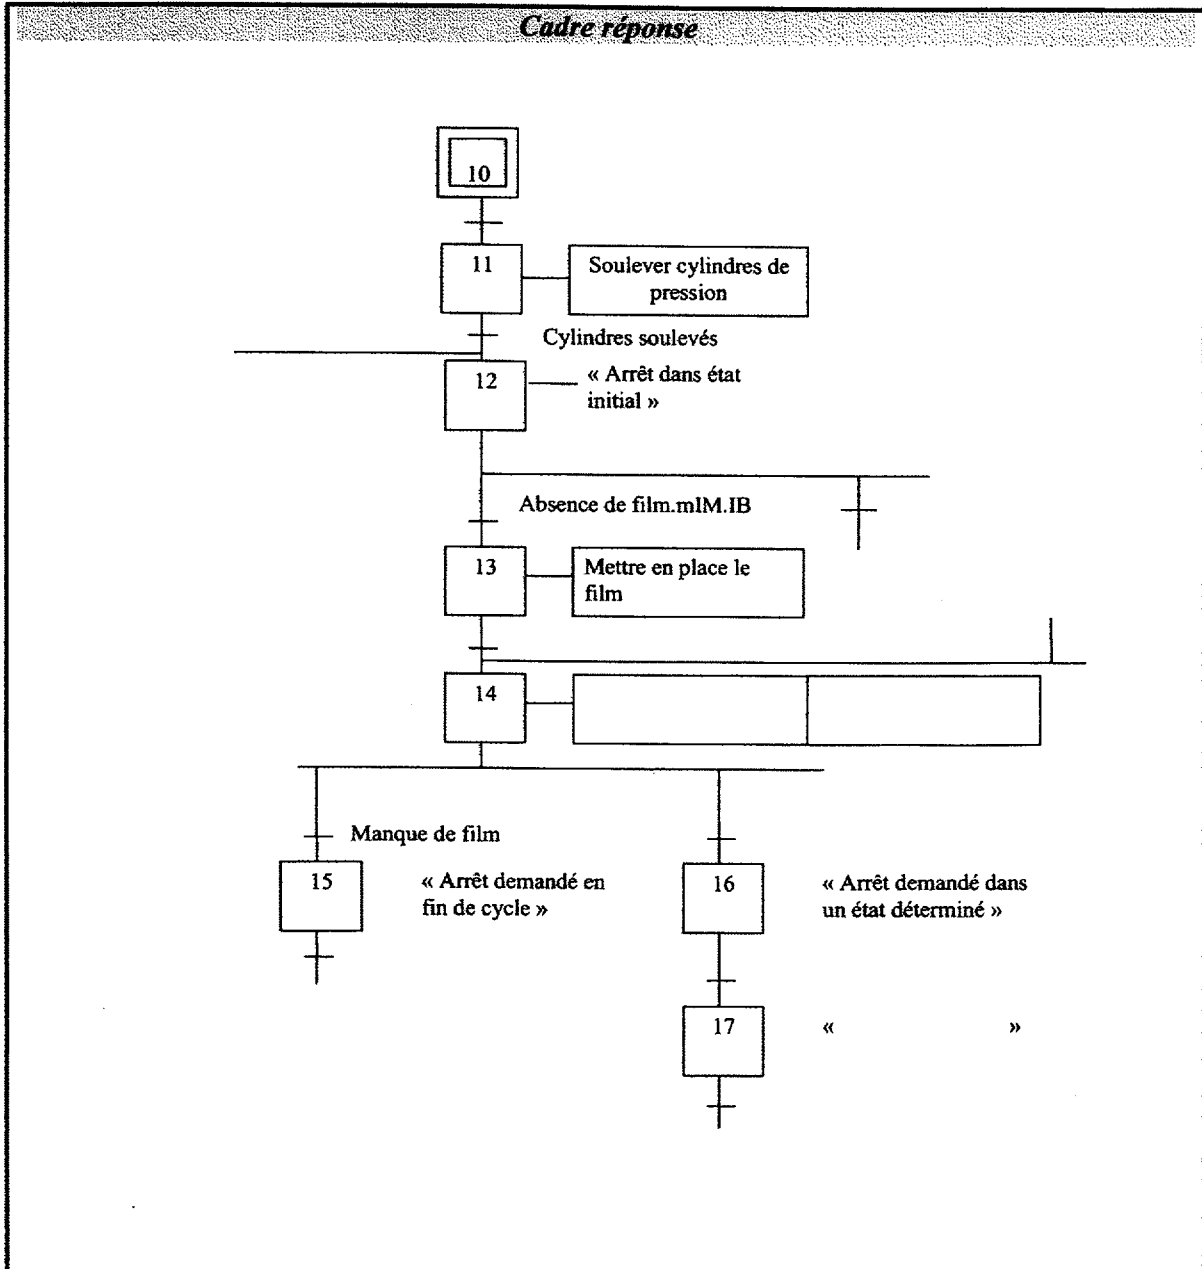 Cadre réponse
10
11
Soulever cylindres de
pression
Cylindres soulevés
12
« Arrêt dans état
initial »
Absence de film.mIM.IB
13
Mettre en place le
film
14
Manque de film
15
« Arrêt demandé en
fin de cycle »
16
« Arrêt demandé dans
un état déterminé »
17
« »